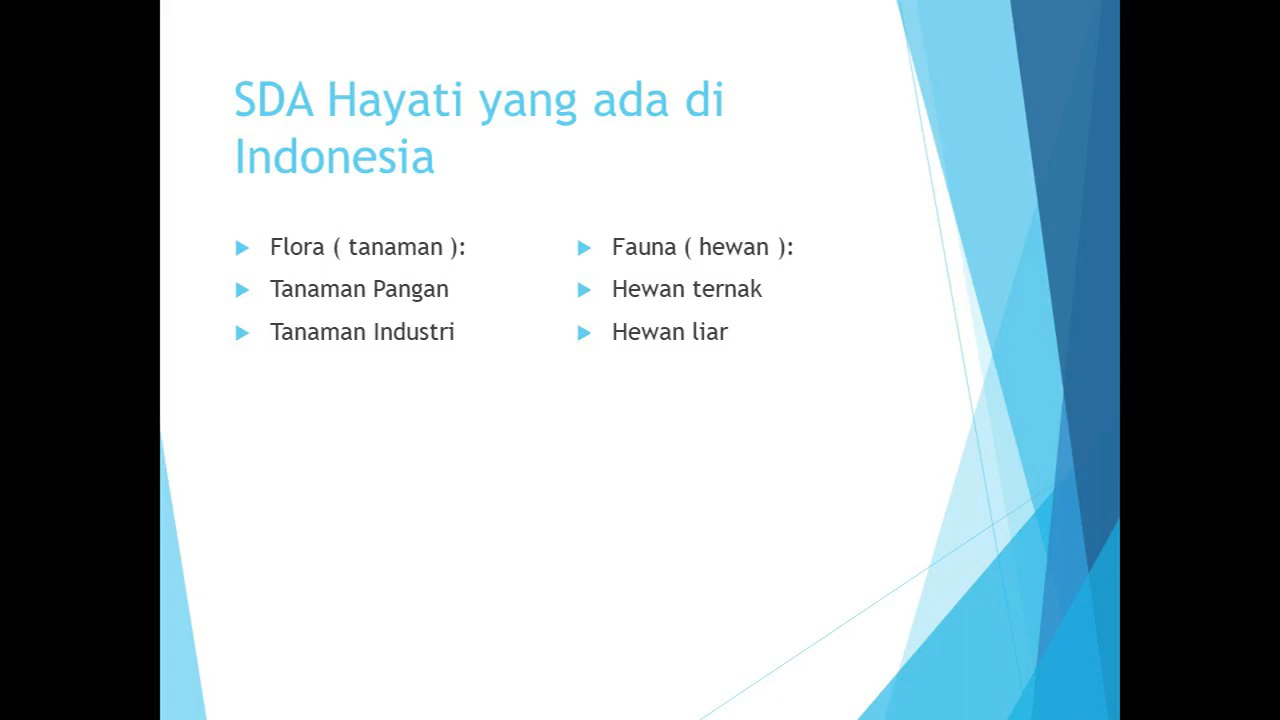 SDA Hayati yang ada di
Indonesia
Flora ( tanaman ):
Tanaman Pangan
Tanaman Industri
Fauna ( hewan ):
Hewan ternak
Hewan liar